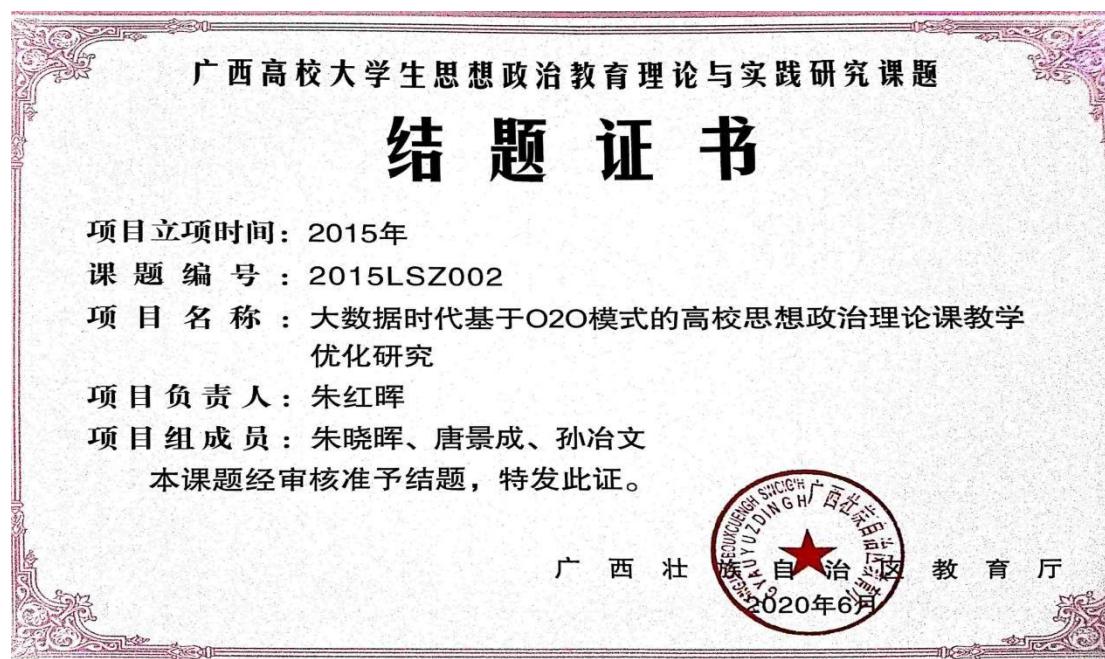 广西高校大学生思想政治教育理论与实践研究课题
结题证书
项目立项时间：2015年
课题编号：2015LSZ002
项目名称：大数据时代基于O2O模式的高校思想政治理论课教学
优化研究
项目负责人：朱红晖
项目组成员：朱晓晖、唐景成、孙冶文
本课题经审核准予结题，特发此证。
广西壮族自治区教育厅
2020年6月